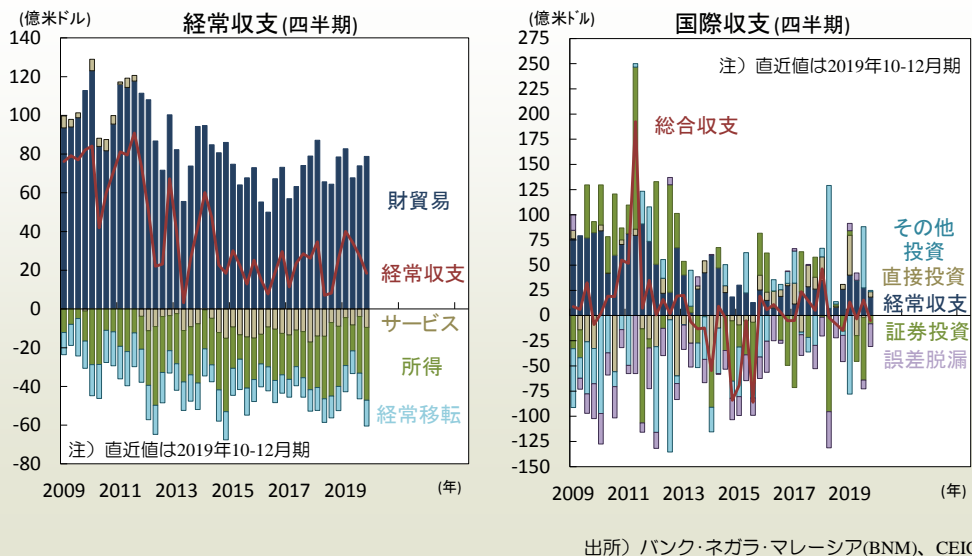 経常収支(四半期)
(億米ドル)
140
120
100
80
60
40
20
0
-20
-40
-60
-80
財貿易
経常収支
サービス
所得
経常移転
注）直近値は2019年10-12月期
2009 2011 2013 2015 2017 2019
(年)
国際収支(四半期)
(億米ドル)
275
250
225
200
175
150
125
100
75
50
25
0
-25
-50
-75
-100
-125
-150
注）直近値は2019年10-12月期
総合収支
その他
投資
直接投資
経常収支
証券投資
誤差脱漏
2009 2011 2013 2015 2017 2019
(年)
出所）バンク･ネガラ･マレーシア(BNM)、CEIC